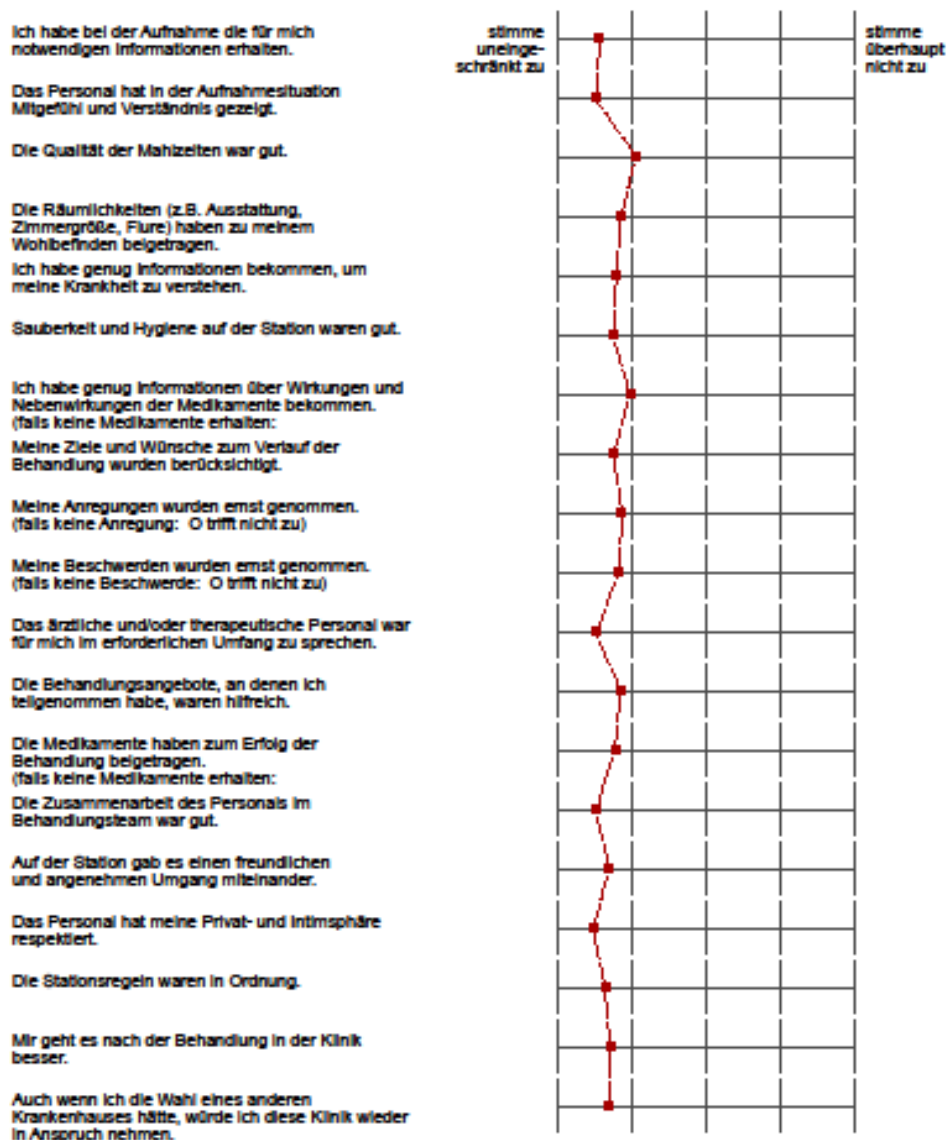 Ich habe bei der Aufnahme die für mich
notwendigen Informationen erhalten.
stimme
uneinge-
schränkt zu
stimme
überhaupt
nicht zu
Das Personal hat in der Aufnahmesituation
Mitgefühl und Verständnis gezeigt.
Die Qualität der Mahlzeiten war gut.
Die Räumlichkeiten (z.B. Ausstattung,
Zimmergröße, Flure) haben zu meinem
Wohlbefinden beigetragen.
Ich habe genug Informationen bekommen, um
meine Krankheit zu verstehen.
Sauberkeit und Hygiene auf der Station waren gut.
Ich habe genug Informationen über Wirkungen und
Nebenwirkungen der Medikamente bekommen.
(falls keine Medikamente erhalten:
Meine Ziele und Wünsche zum Verlauf der
Behandlung wurden berücksichtigt.
Meine Anregungen wurden ernst genommen.
(falls keine Anregung: O trifft nicht zu)
Meine Beschwerden wurden ernst genommen.
(falls keine Beschwerde: O trifft nicht zu)
Das ärztliche und/oder therapeutische Personal war
für mich im erforderlichen Umfang zu sprechen.
Die Behandlungsangebote, an denen ich
teilgenommen habe, waren hilfreich.
Die Medikamente haben zum Erfolg der
Behandlung beigetragen.
(falls keine Medikamente erhalten:
Die Zusammenarbeit des Personals im
Behandlungsteam war gut.
Auf der Station gab es einen freundlichen
und angenehmen Umgang miteinander.
Das Personal hat meine Privat- und Intimsphäre
respektiert.
Die Stationsregeln waren in Ordnung.
Mir geht es nach der Behandlung in der Klinik
besser.
Auch wenn ich die Wahl eines anderen
Krankenhauses hätte, würde ich diese Klinik wieder
in Anspruch nehmen.